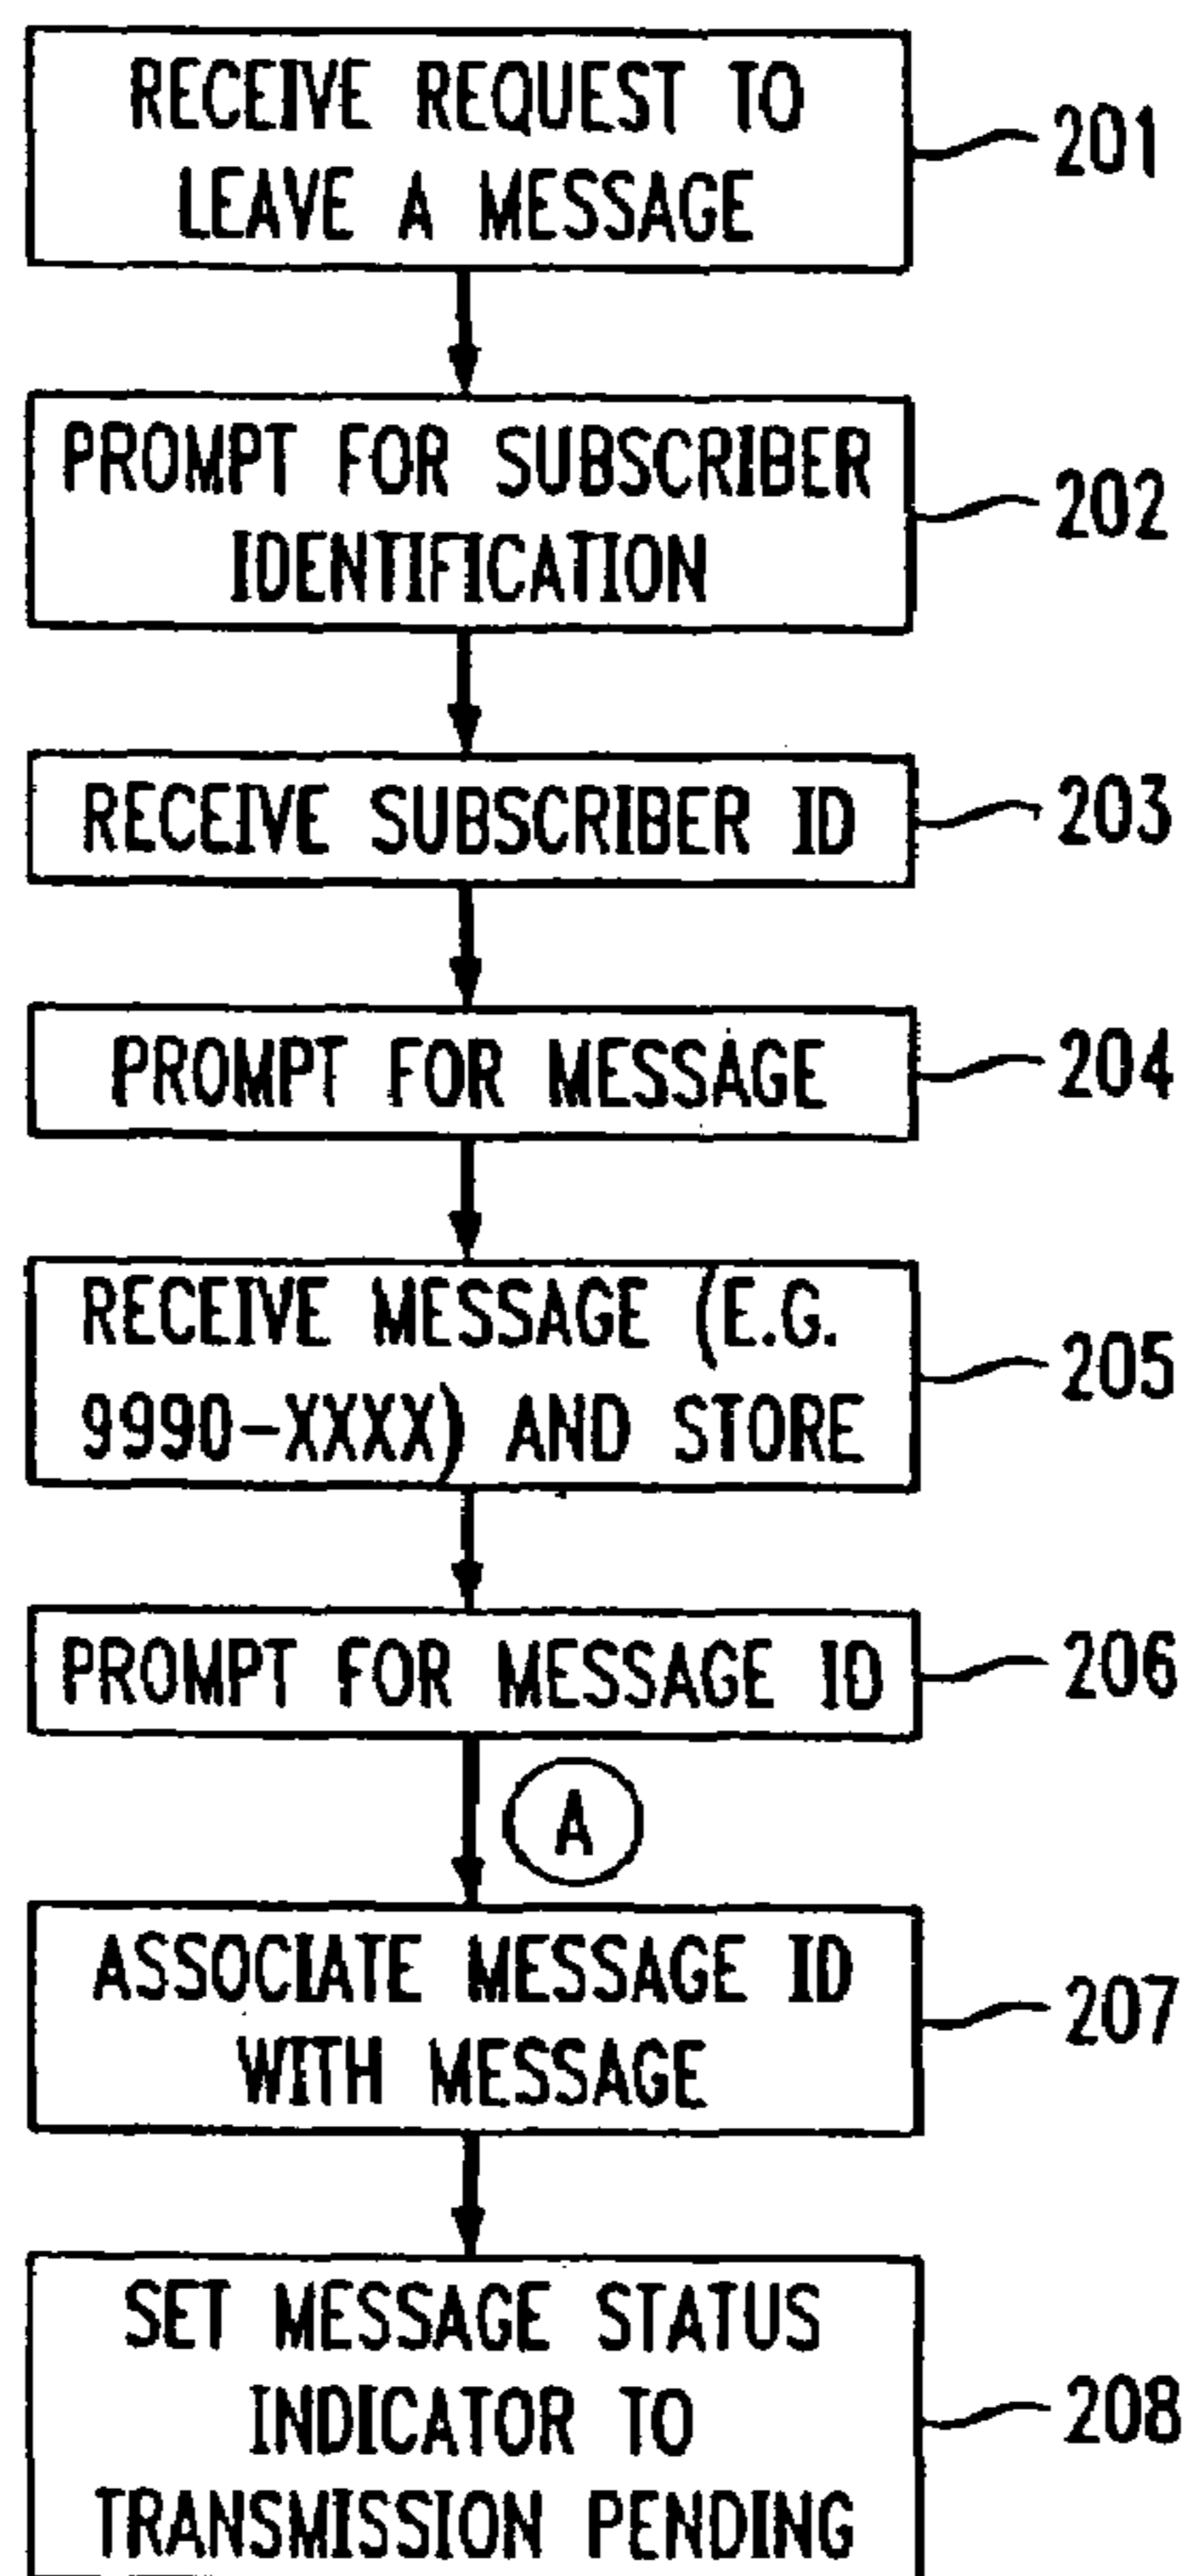 RECEIVE REQUEST TO
LEAVE A MESSAGE
201
PROMPT FOR SUBSCRIBER
IDENTIFICATION
202
RECEIVE SUBSCRIBER ID
203
PROMPT FOR MESSAGE
204
RECEIVE MESSAGE (E.G.
9990-XXXX) AND STORE
205
PROMPT FOR MESSAGE ID
206
A
ASSOCIATE MESSAGE ID
WITH MESSAGE
207
SET MESSAGE STATUS
INDICATOR TO
TRANSMISSION PENDING
208